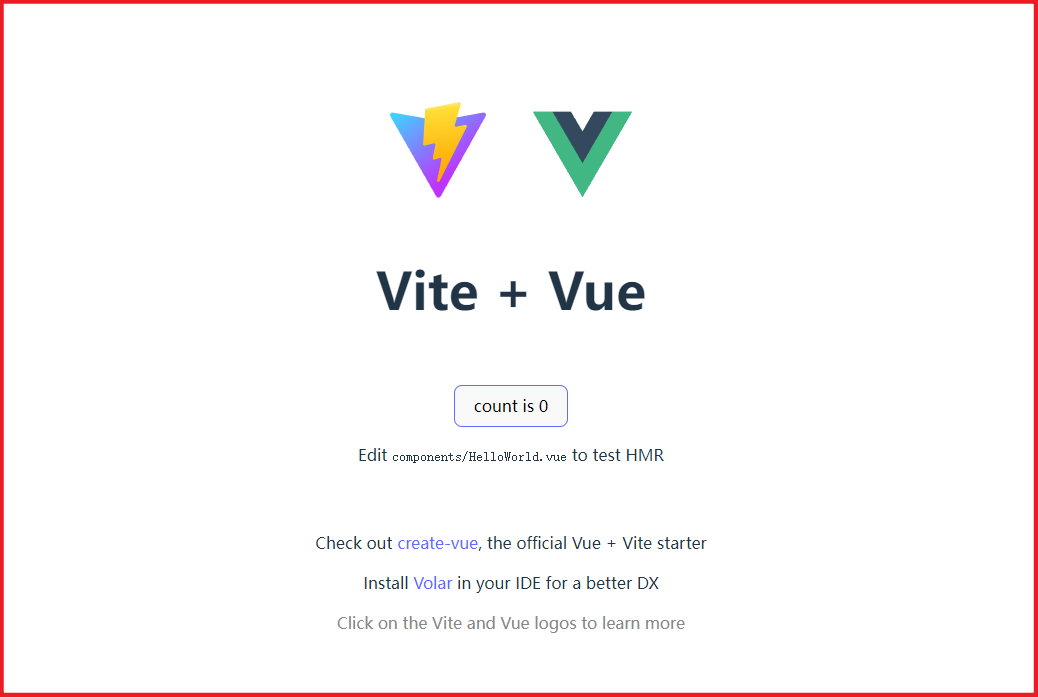 Vite + Vue
count is 0
Edit components/HelloWorld.vue to test HMR
Check out create-vue, the official Vue + Vite starter
Install Volar in your IDE for a better DX
Click on the Vite and Vue logos to learn more